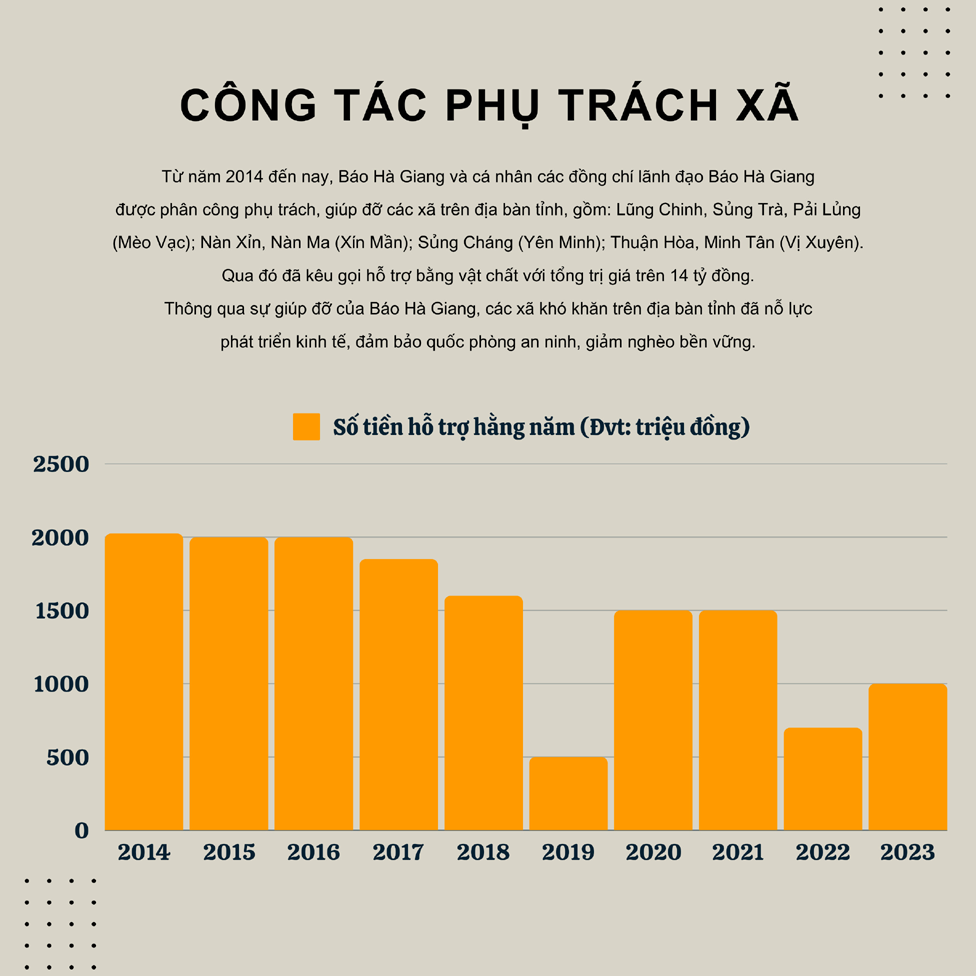 CÔNG TÁC PHỤ TRÁCH XÃ
Từ năm 2014 đến nay, Báo Hà Giang và cá nhân các đồng chí lãnh đạo Báo Hà Giang
được phân công phụ trách, giúp đỡ các xã trên địa bàn tỉnh, gồm: Lũng Chinh, Sủng Trà, Pải Lủng
(Mèo Vạc); Nàn Xỉn, Nàn Ma (Xín Mần); Sủng Cháng (Yên Minh); Thuận Hòa, Minh Tân (Vị Xuyên).
Qua đó đã kêu gọi hỗ trợ bằng vật chất với tổng trị giá trên 14 tỷ đồng.
Thông qua sự giúp đỡ của Báo Hà Giang, các xã khó khăn trên địa bàn tỉnh đã nỗ lực
phát triển kinh tế, đảm bảo quốc phòng an ninh, giảm nghèo bền vững.
Số tiền hỗ trợ hằng năm (Đvt: triệu đồng)
2500
2000
1500
1000
500
0
2014 2015 2016 2017 2018 2019 2020 2021 2022 2023